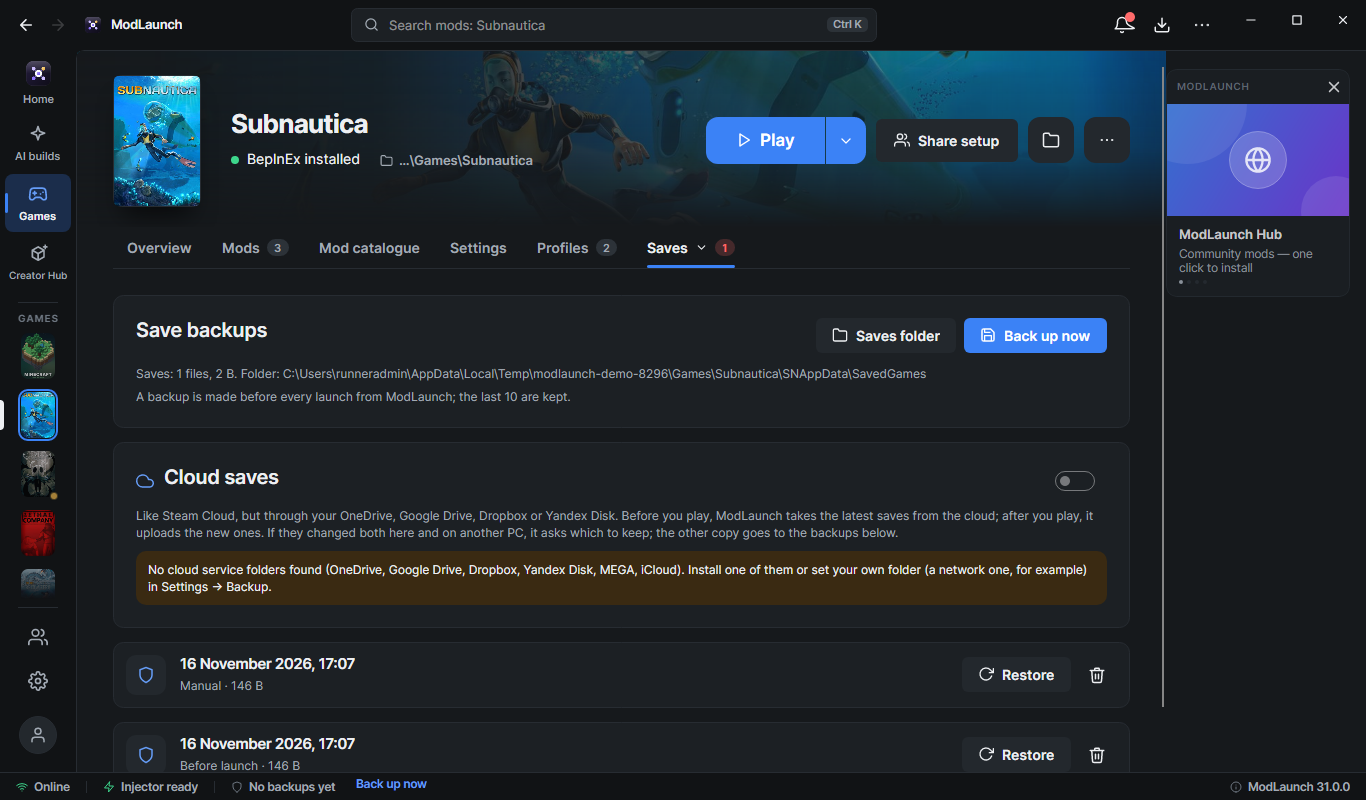 ModLaunch
Search mods: Subnautica
Ctrl K
Home
AI builds
Games
Creator Hub
GAMES
MINECRAFT
LETHAL COMPANY
SUBNAUTICA
Subnautica
BepInEx installed
...\Games\Subnautica
Play
Share setup
Overview
Mods 3
Mod catalogue
Settings
Profiles 2
Saves 1
Save backups
Saves folder
Back up now
Saves: 1 files, 2 B. Folder: C:\Users\runneradmin\AppData\Local\Temp\modlaunch-demo-8296\Games\Subnautica\SNAppData\SavedGames
A backup is made before every launch from ModLaunch; the last 10 are kept.
Cloud saves
Like Steam Cloud, but through your OneDrive, Google Drive, Dropbox or Yandex Disk. Before you play, ModLaunch takes the latest saves from the cloud; after you play, it
uploads the new ones. If they changed both here and on another PC, it asks which to keep; the other copy goes to the backups below.
No cloud service folders found (OneDrive, Google Drive, Dropbox, Yandex Disk, MEGA, iCloud). Install one of them or set your own folder (a network one, for example)
in Settings → Backup.
16 November 2026, 17:07
Manual · 146 B
Restore
16 November 2026, 17:07
Before launch · 146 B
Restore
MODLAUNCH
ModLaunch Hub
Community mods — one
click to install
Online
Injector ready
No backups yet
Back up now
ModLaunch 31.0.0